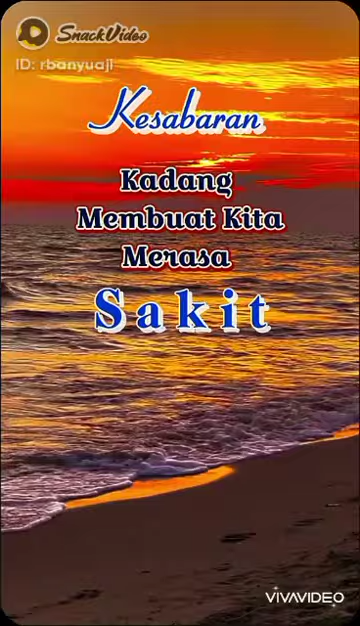 SnackVideo
ID: rbanyuaji
Kesabaran
Kadang
Membuat Kita
Merasa
Sakit
VIVAVIDEO